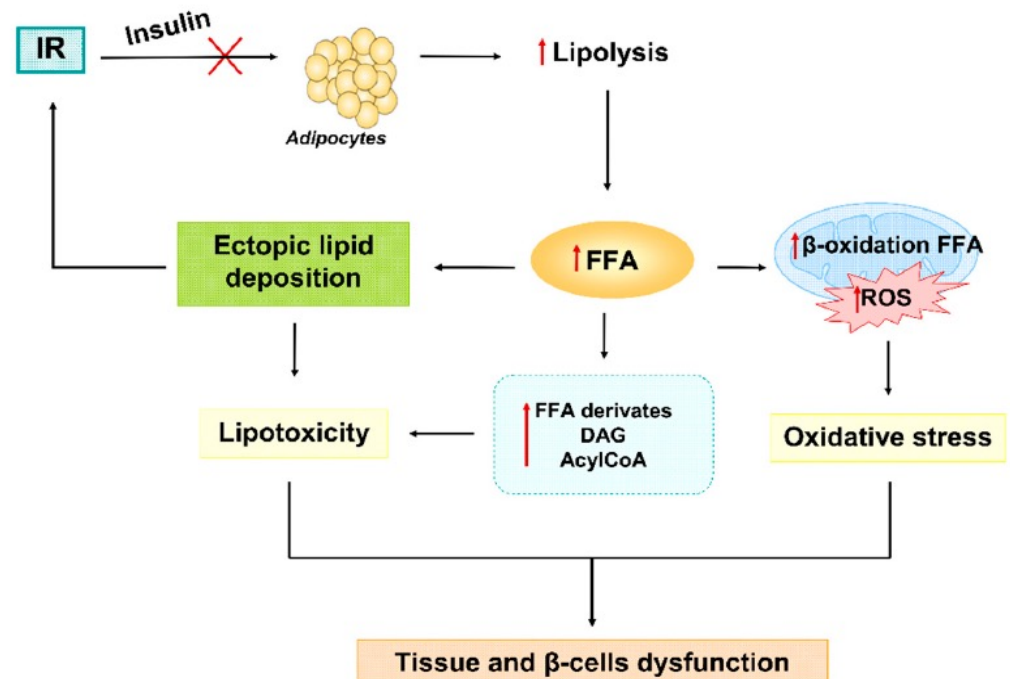 IR
Insulin
Adipocytes
Lipolysis
Ectopic lipid
deposition
FFA
β-oxidation FFA
ROS
Lipotoxicity
FFA derivates
DAG
AcylCoA
Oxidative stress
Tissue and β-cells dysfunction